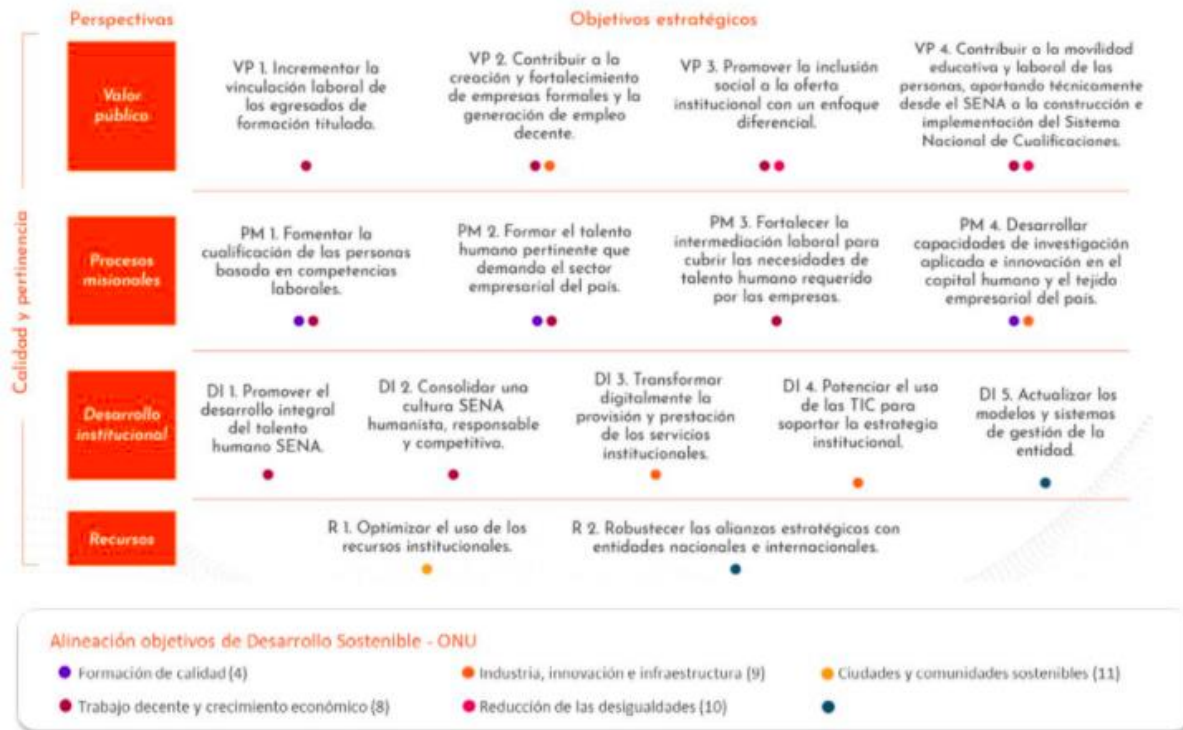 Perspectivas
Objetivos estratégicos
Calidad y pertinencia
Valor
público
VP 1. Incrementar la
vinculación laboral de
los egresados de
formación titulada.
VP 2. Contribuir a la
creación y fortalecimiento
de empresas formales y la
generación de empleo
decente.
VP 3. Promover la inclusión
social a la oferta
institucional con un enfoque
diferencial.
VP 4. Contribuir a la movilidad
educativa y laboral de las
personas, aportando técnicamente
desde el SENA a la construcción e
implementación del Sistema
Nacional de Cualificaciones.
Procesos
misionales
PM 1. Fomentar la
cualificación de las personas
basada en competencias
laborales.
PM 2. Formar el talento
humano pertinente que
demanda el sector
empresarial del país.
PM 3. Fortalecer la
intermediación laboral para
cubrir las necesidades de
talento humano requerido
por las empresas.
PM 4. Desarrollar
capacidades de investigación
aplicada e innovación en el
capital humano y el tejido
empresarial del país.
Desarrollo
institucional
DI 1. Promover el
desarrollo integral
del talento
humano SENA.
DI 2. Consolidar una
cultura SENA
humanista, responsable
y competitiva.
DI 3. Transformar
digitalmente la
provisión y prestación
de los servicios
institucionales.
DI 4. Potenciar el uso
de las TIC para
soportar la estrategia
institucional.
DI 5. Actualizar los
modelos y sistemas
de gestión de la
entidad.
Recursos
R 1. Optimizar el uso de los
recursos institucionales.
R 2. Robustecer las alianzas estratégicas con
entidades nacionales e internacionales.
Alineación objetivos de Desarrollo Sostenible - ONU
Formación de calidad (4)
Industria, innovación e infraestructura (9)
Ciudades y comunidades sostenibles (11)
Trabajo decente y crecimiento económico (8)
Reducción de las desigualdades (10)